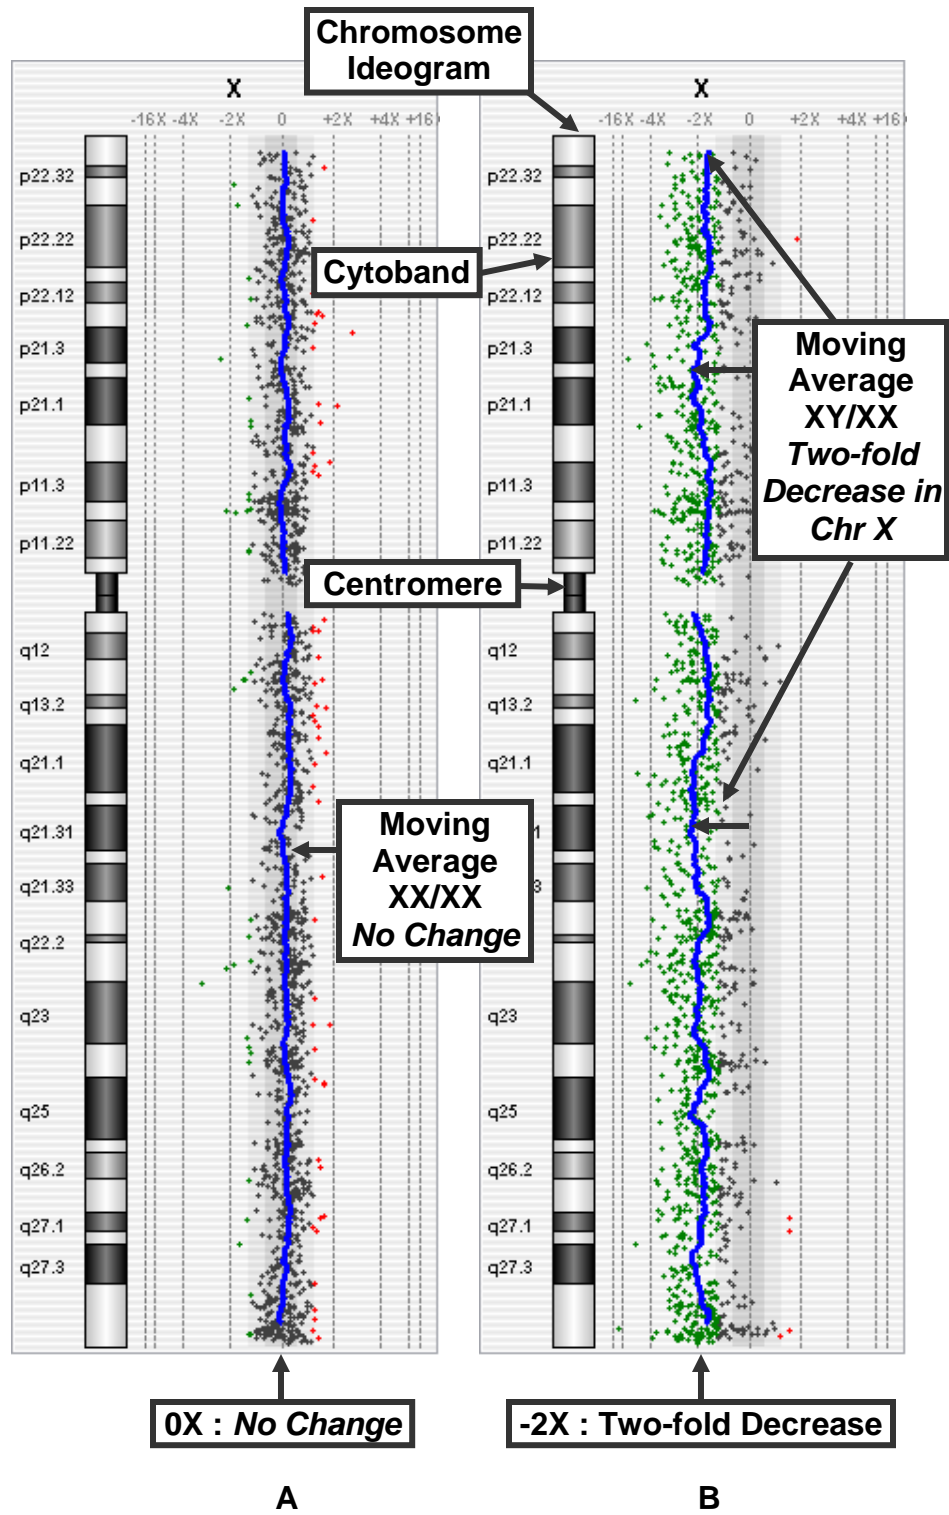 Chromosome
Ideogram
X
-16X -4X -2X 0 +2X +4X +16
p22.32
p22.22
p22.12
p21.3
p21.1
p11.3
p11.22
q12
q13.2
q21.1
q21.31
q21.33
q22.2
q23
q25
q26.2
q27.1
q27.3
Cytoband
Centromere
Moving
Average
XX/XX
No Change
X
-16X -4X -2X 0 +2X +4X +16
p22.32
p22.22
p22.12
p21.3
p21.1
p11.3
p11.22
q12
q13.2
q21.1
1
3
q23
q25
q26.2
q27.1
q27.3
Moving
Average
XY/XX
Two-fold
Decrease in
Chr X
0X : No Change
-2X : Two-fold Decrease
A
B